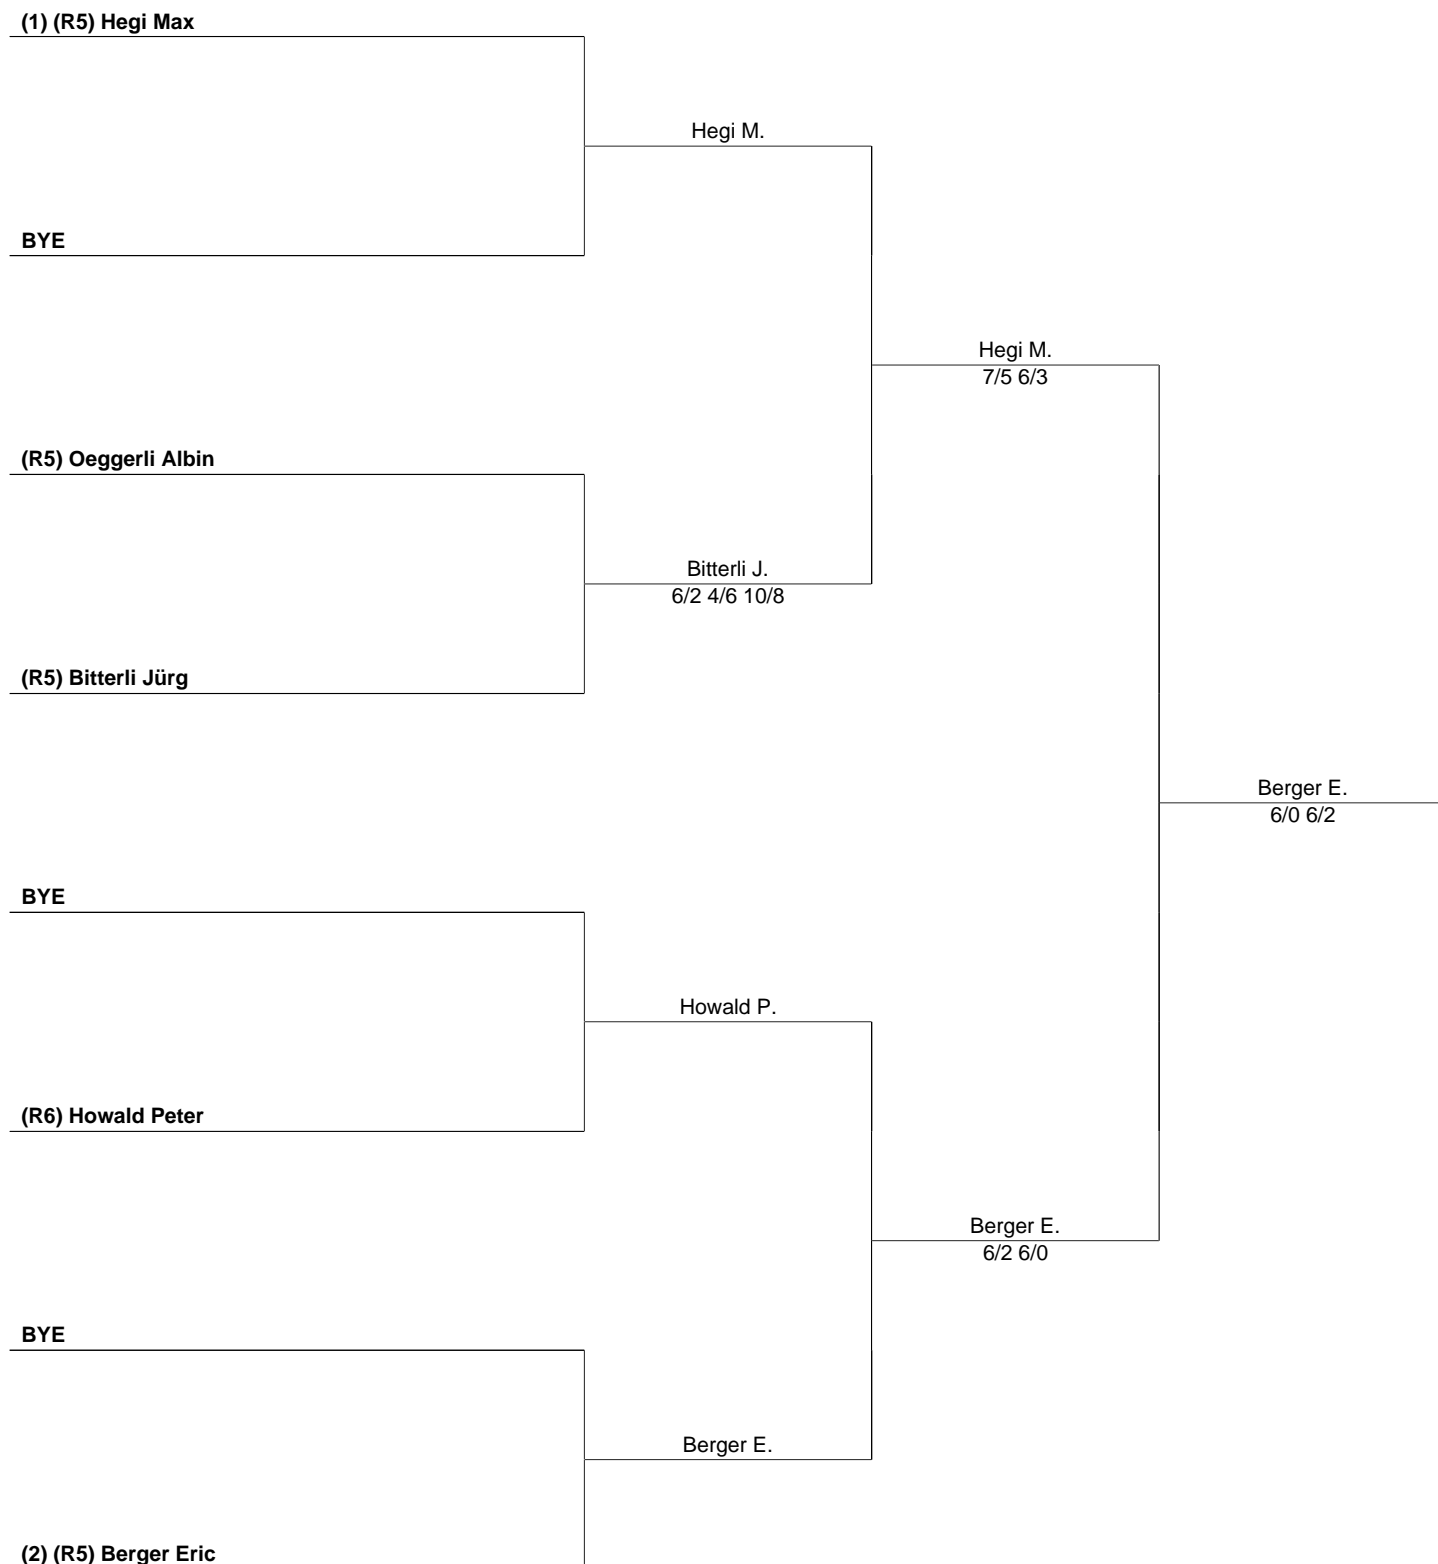 (1) (R5) Hegi Max
Hegi M.
BYE
Hegi M.
7/5 6/3
(R5) Oeggerli Albin
Bitterli J.
6/2 4/6 10/8
(R5) Bitterli Jürg
Berger E.
6/0 6/2
BYE
Howald P.
(R6) Howald Peter
Berger E.
6/2 6/0
BYE
Berger E.
(2) (R5) Berger Eric